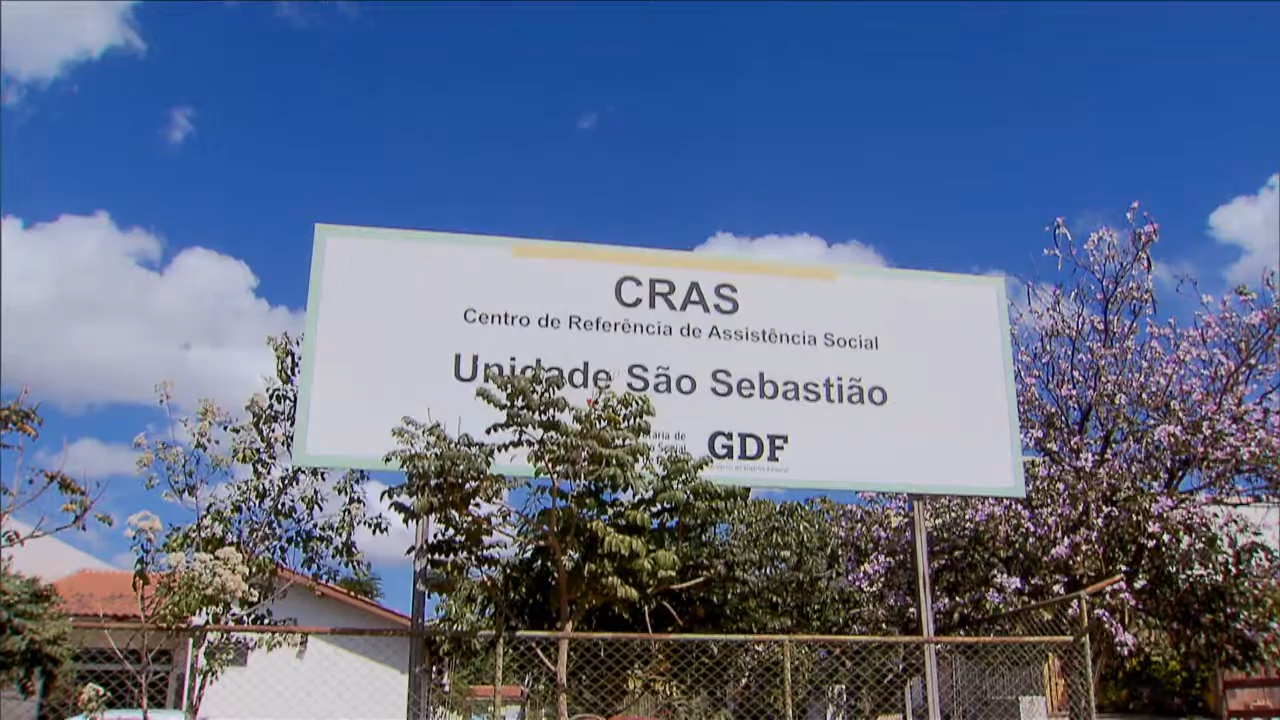 CRAS
Centro de Referência de Assistência Social
Unidade São Sebastião
GDF